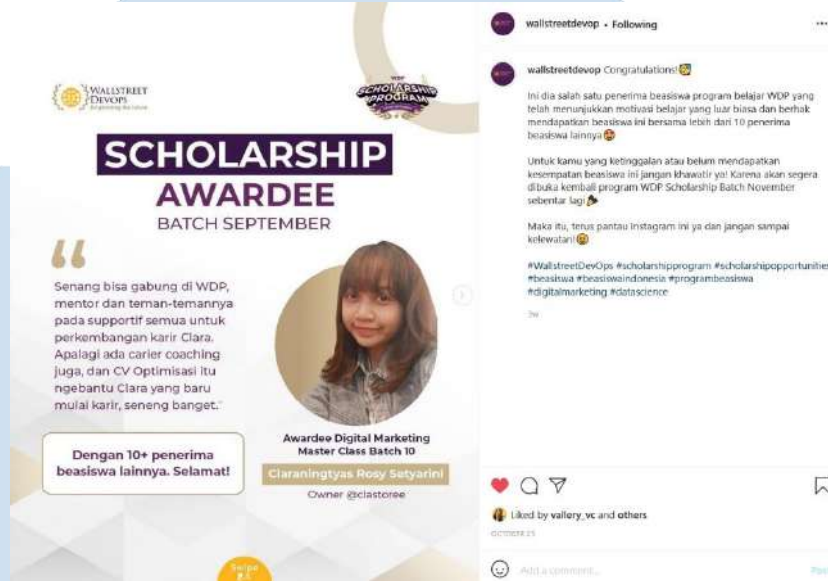 WALLSTREET
DEVOPS
WDP
SCHOLARSHIP
PROGRAM
SCHOLARSHIP
AWARDEE
BATCH SEPTEMBER
Senang bisa gabung di WDP,
mentor dan teman-temannya
pada supportif semua untuk
perkembangan karir Clara.
Apalagi ada carier coaching
juga, dan CV Optimisasi itu
ngebantu Clara yang baru
mulai karir, seneng banget."
Dengan 10+ penerima
beasiswa lainnya. Selamat!
Awardee Digital Marketing
Master Class Batch 10
Claraningtyas Rosy Setyarini
Owner @clastoree
Swipe
wallstreetdevop • Following
wallstreetdevop Congratulations!
Ini dia salah satu penerima beasiswa program belajar WDP yang
telah menunjukkan motivasi belajar yang luar biasa dan berhak
mendapatkan beasiswa ini bersama lebih dari 10 penerima
beasiswa lainnya
Untuk kamu yang ketinggalan atau belum mendapatkan
kesempatan beasiswa ini jangan khawatir ya! Karena akan segera
dibuka kembali program WDP Scholarship Batch November
sebentar lagi
Maka itu, terus pantau Instagram ini ya dan jangan sampai
kelewatan!
#WallstreetDevOps #scholarshipprogram #scholarshipopportunities
#beasiswa #beasiswaindonesia #programbeasiswa
#digitalmarketing #datascience
Liked by vallery_vc and others
Add a comment...